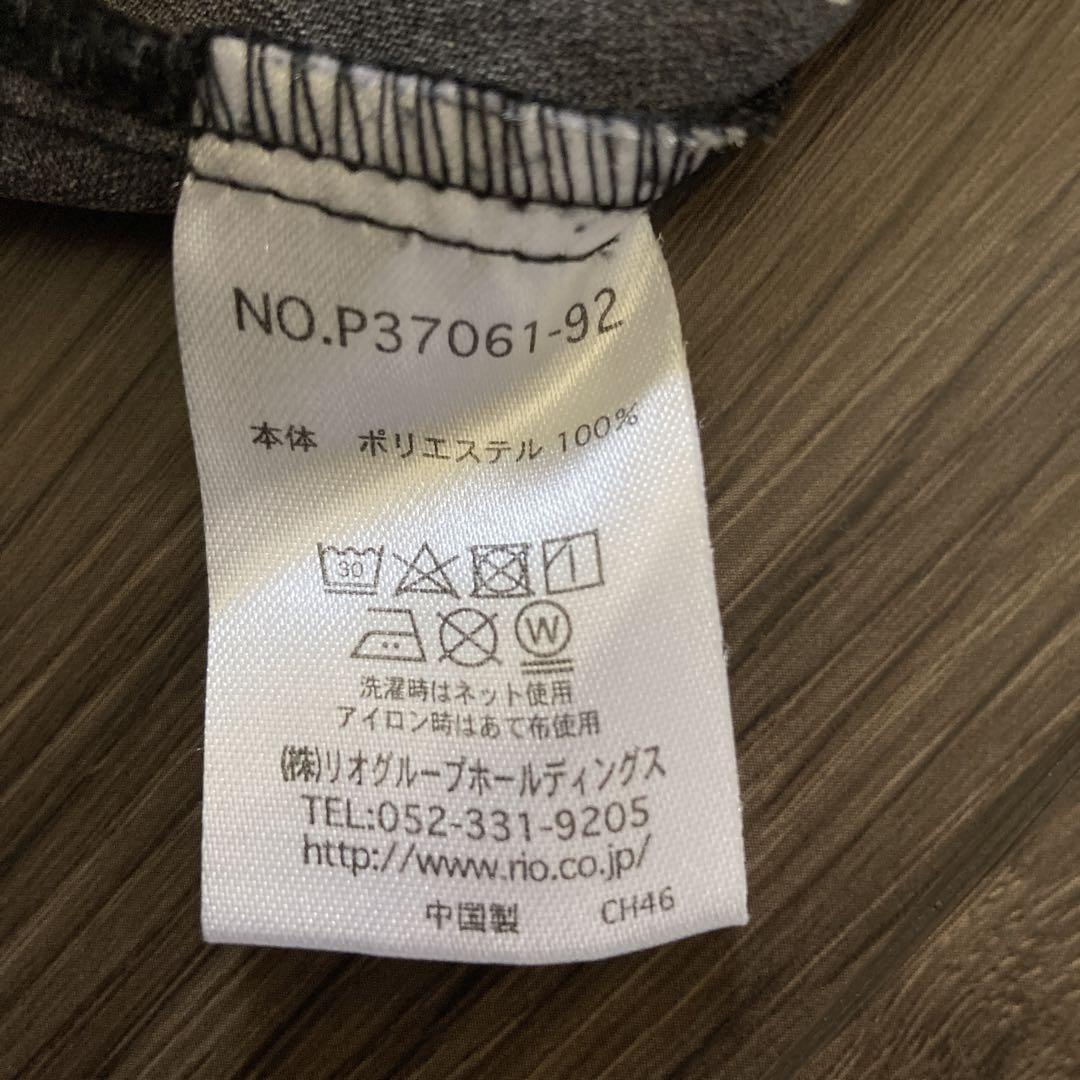 NO.P37061-92
本体 ポリエステル 100%
30
W
洗濯時はネット使用
アイロン時はあて布使用
(株)リオグループホールディングス
TEL:052-331-9205
http://www.rio.co.jp/
中国製 CH46